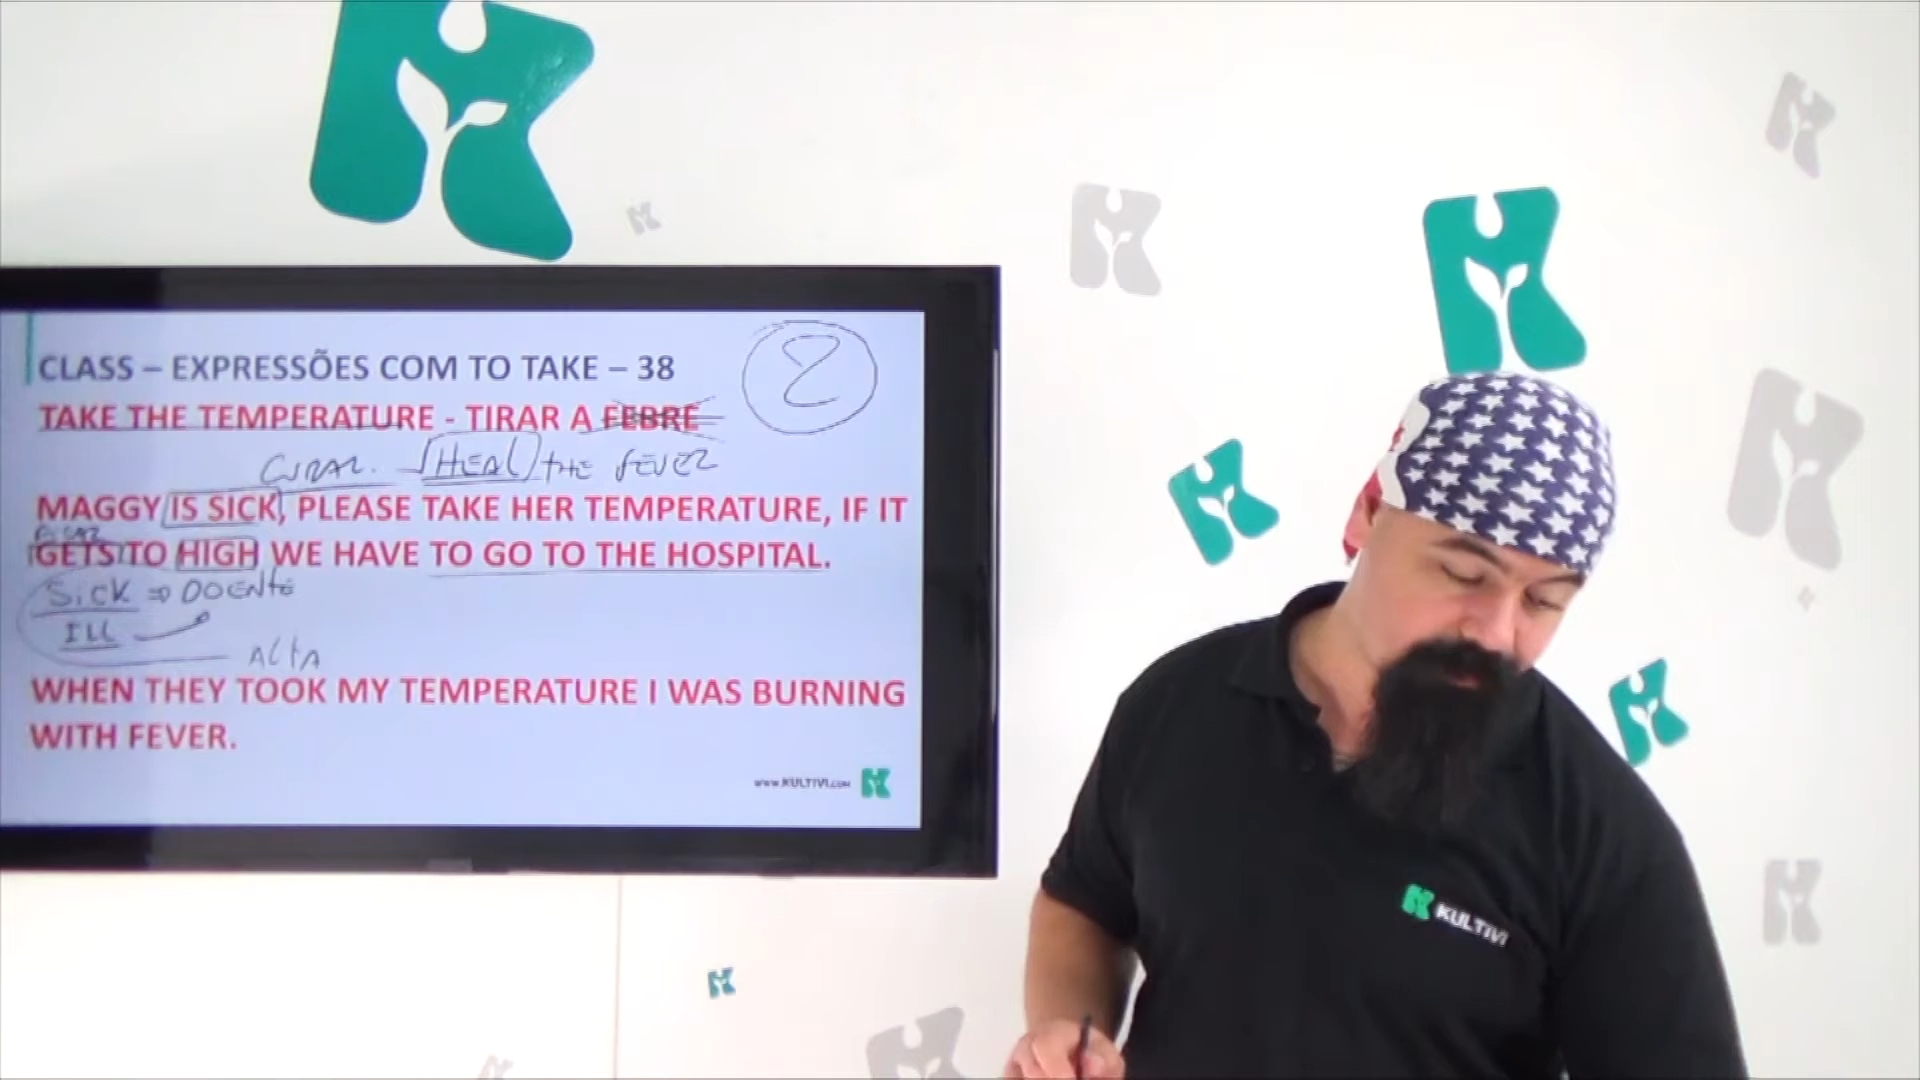 CLASS – EXPRESSÕES COM TO TAKE – 38
TAKE THE TEMPERATURE - TIRAR A FEBRE
CURAR. HEAL THE FEVER
MAGGY IS SICK, PLEASE TAKE HER TEMPERATURE, IF IT
GETS TO HIGH WE HAVE TO GO TO THE HOSPITAL.
SICK => DOENTE
ILL
ALTA
WHEN THEY TOOK MY TEMPERATURE I WAS BURNING
WITH FEVER.
WWW.KULTIVI.COM
KULTIVI